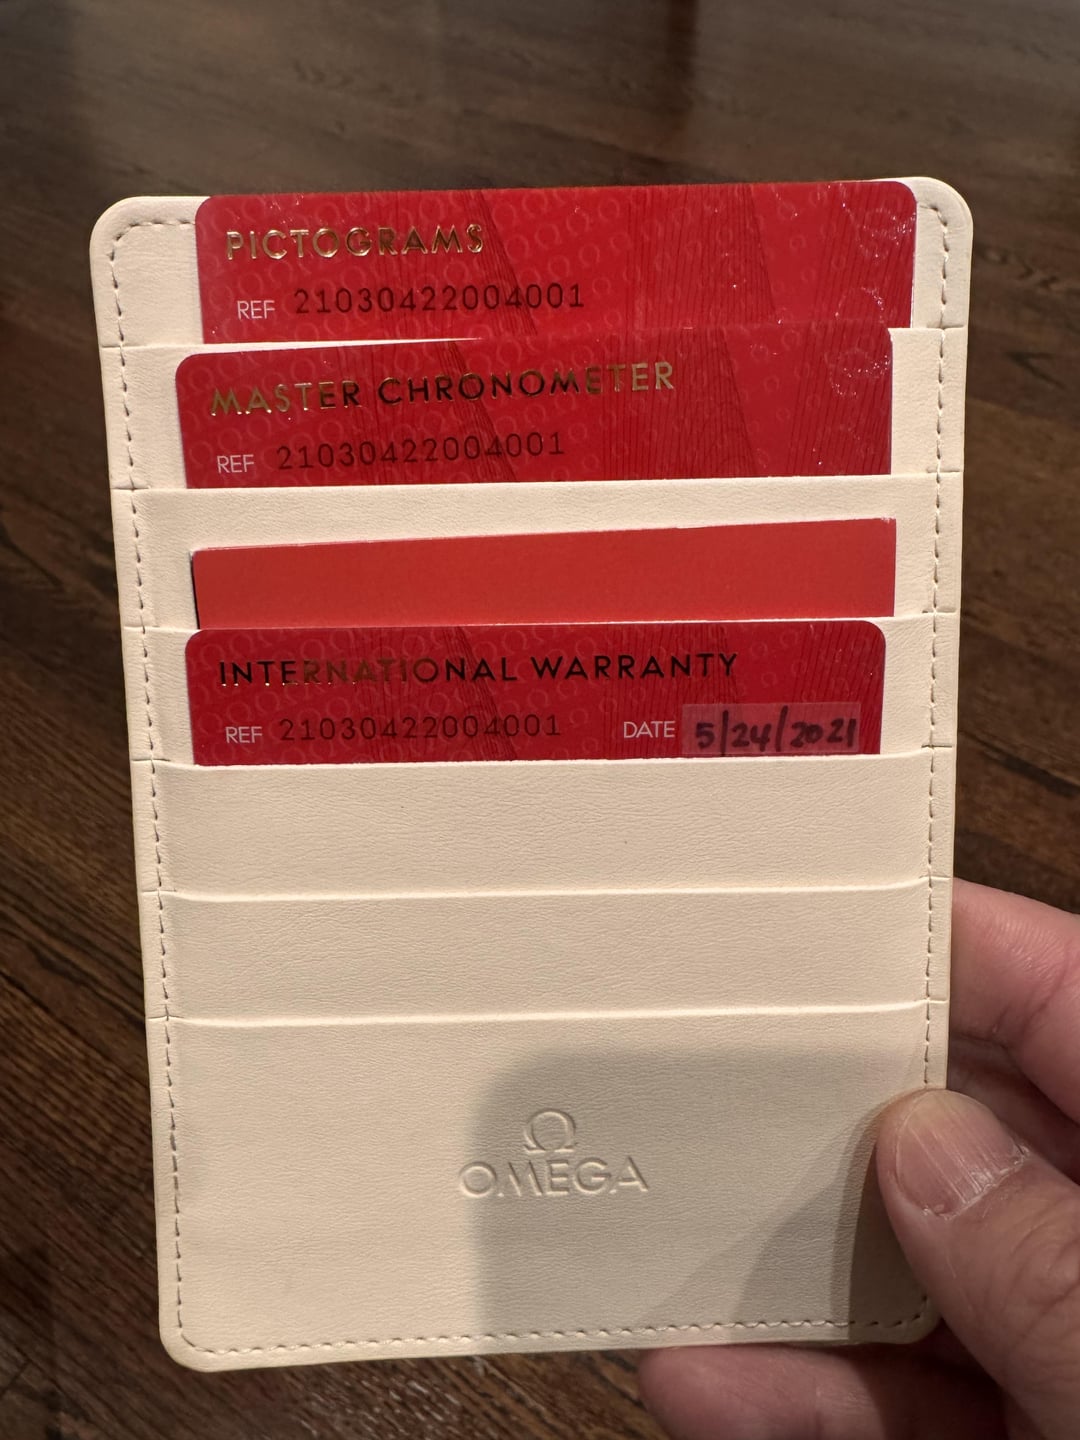 PICTOGRAMS
REF 21030422004001
MASTER CHRONOMETER
REF 21030422004001
INTERNATIONAL WARRANTY
REF 21030422004001 DATE 5/24/2021
Ω
OMEGA